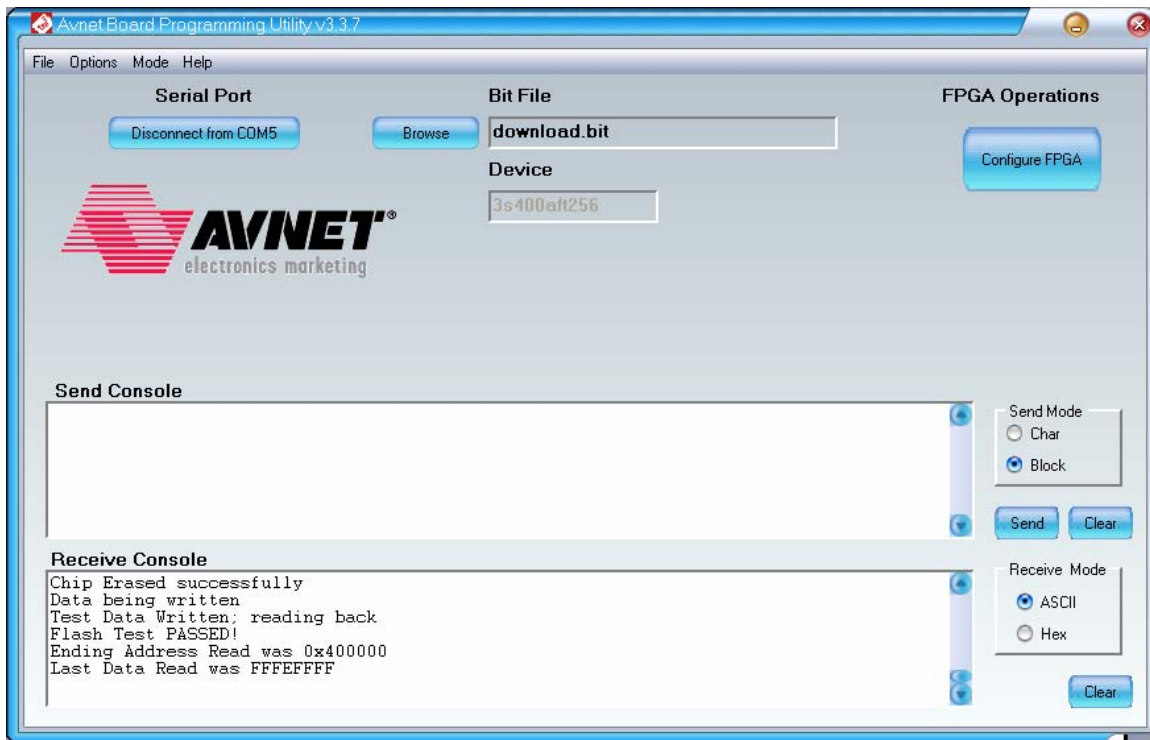 Avnet Board Programming Utility v3.3.7
File Options Mode Help
Serial Port
Bit File
FPGA Operations
Disconnect from COM5
Browse
download.bit
Configure FPGA
Device
3s400aft256
AVNET®
electronics marketing
Send Console
Send Mode
Char
Block
Send
Clear
Receive Console
Chip Erased successfully
Data being written
Test Data Written; reading back
Flash Test PASSED!
Ending Address Read was 0x400000
Last Data Read was FFFEFFFF
Receive Mode
ASCII
Hex
Clear